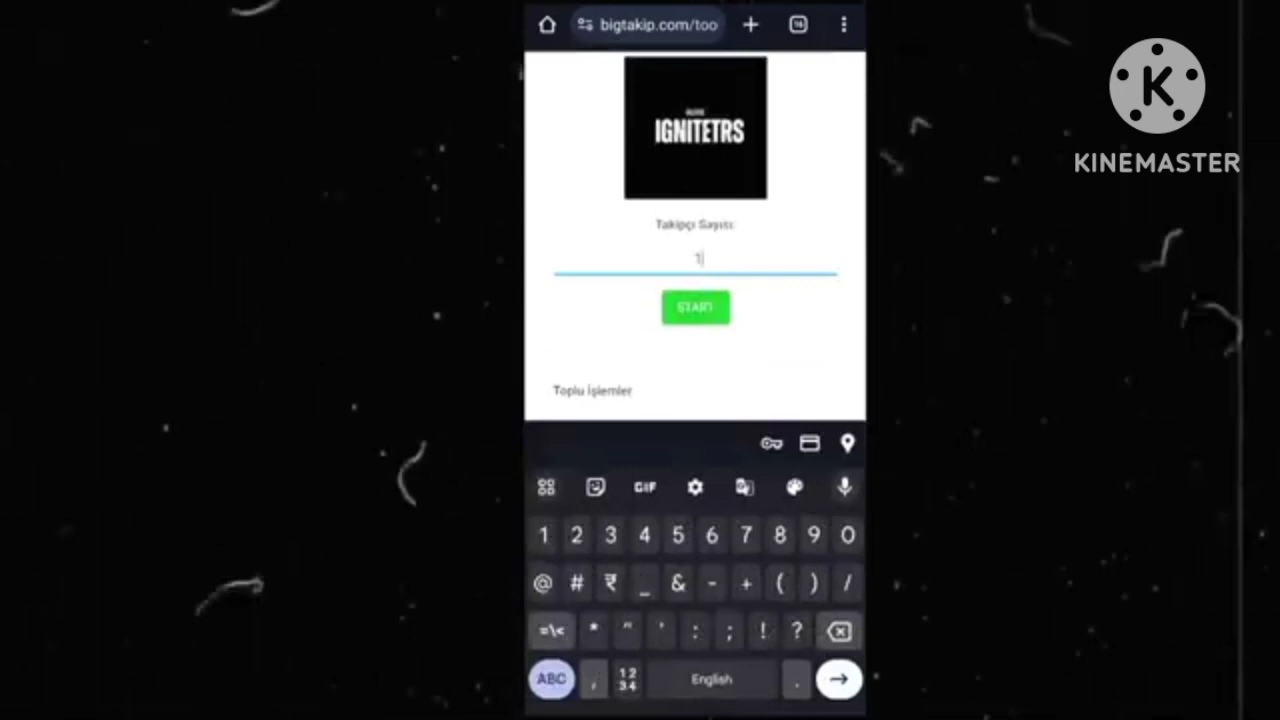 bigtakip.com/too
16
KINEMASTER
IGNITETRS
Takipçi Sayısı:
1
START
Toplu İşlemler
GIF
1 2 3 4 5 6 7 8 9 0
@ # ₹ _ & - + ( ) /
=\< * " ' : ; ! ?
ABC , 12 34 English .